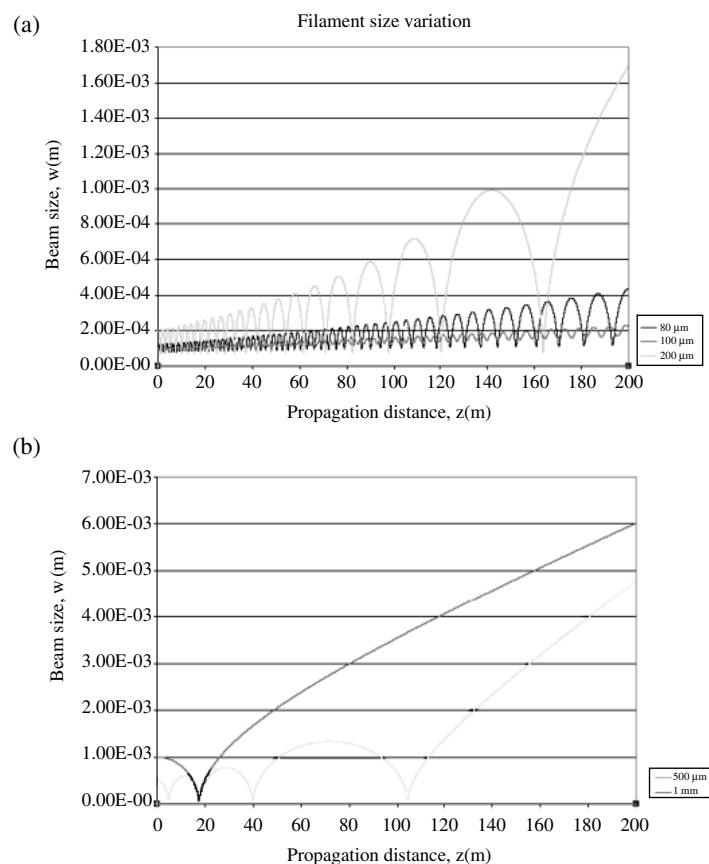 (a)
Filament size variation
1.80E-03
1.60E-03
1.40E-03
1.20E-03
1.00E-03
8.00E-04
6.00E-04
4.00E-04
2.00E-04
0.00E-00
Beam size, w(m)
0 20 40 60 80 100 120 140 160 180 200
Propagation distance, z(m)
80 μm
100 μm
200 μm
(b)
7.00E-03
6.00E-03
5.00E-03
4.00E-03
3.00E-03
2.00E-03
1.00E-03
0.00E-00
Beam size, w (m)
0 20 40 60 80 100 120 140 160 180 200
Propagation distance, z(m)
500 μm
1 mm